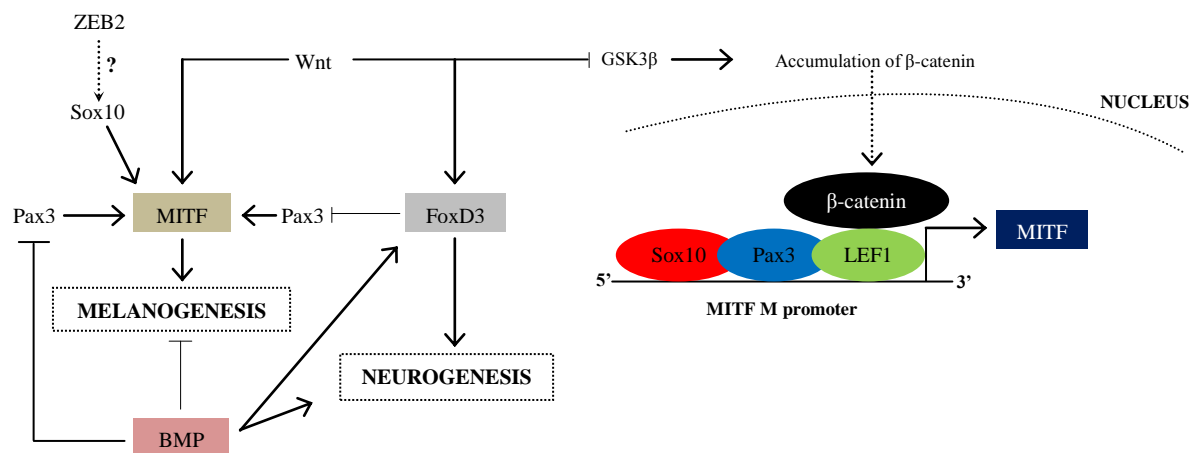 ZEB2
?
Sox10
Wnt
GSK3β
Accumulation of β-catenin
NUCLEUS
Pax3
MITF
Pax3
FoxD3
β-catenin
MITF
Sox10
Pax3
LEF1
5’
3’
MITF M promoter
MELANOGENESIS
NEUROGENESIS
BMP